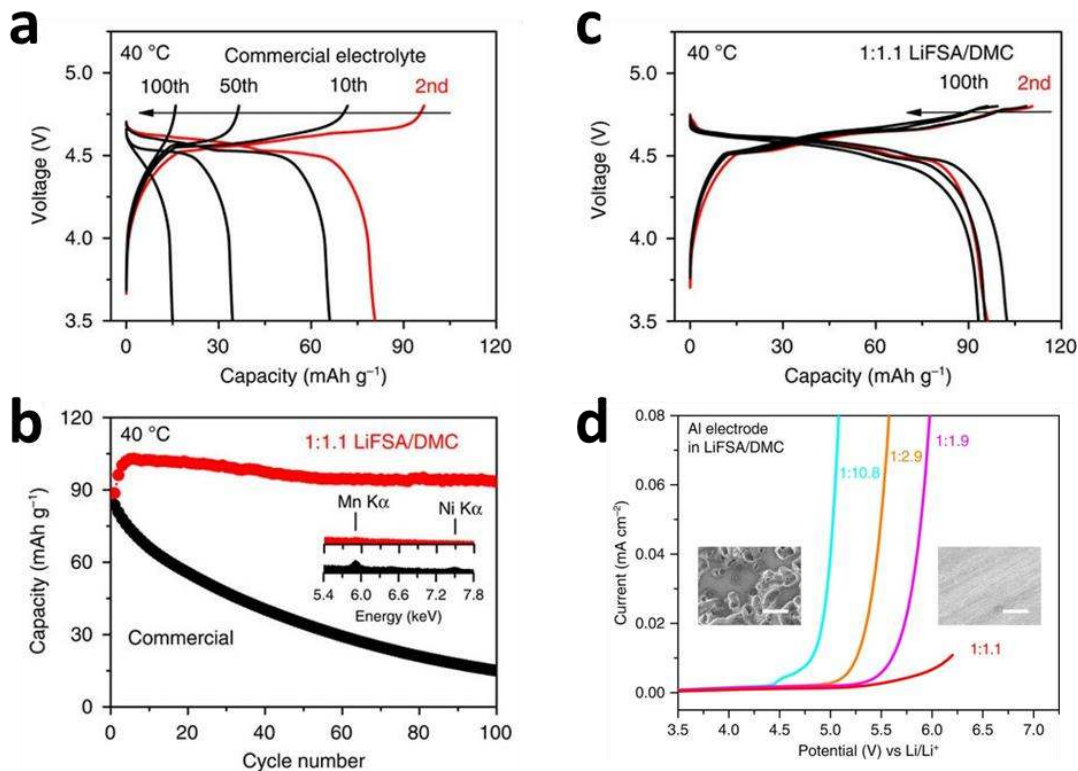 a
40 °C
Commercial electrolyte
100th 50th 10th 2nd
5.0
4.5
4.0
3.5
Voltage (V)
0 30 60 90 120
Capacity (mAh g⁻¹)
c
40 °C
1:1.1 LiFSA/DMC
100th 2nd
5.0
4.5
4.0
3.5
Voltage (V)
0 30 60 90 120
Capacity (mAh g⁻¹)
b
40 °C
1:1.1 LiFSA/DMC
120
90
60
30
0
Capacity (mAh g⁻¹)
Mn Kα
Ni Kα
5.4 6.0 6.6 7.2 7.8
Energy (keV)
Commercial
0 20 40 60 80 100
Cycle number
d
Al electrode
in LiFSA/DMC
1:10.8
1:2.9
1:1.9
1:1.1
0.08
0.06
0.04
0.02
0.00
Current (mA cm⁻²)
3.5 4.0 4.5 5.0 5.5 6.0 6.5 7.0
Potential (V) vs Li/Li⁺